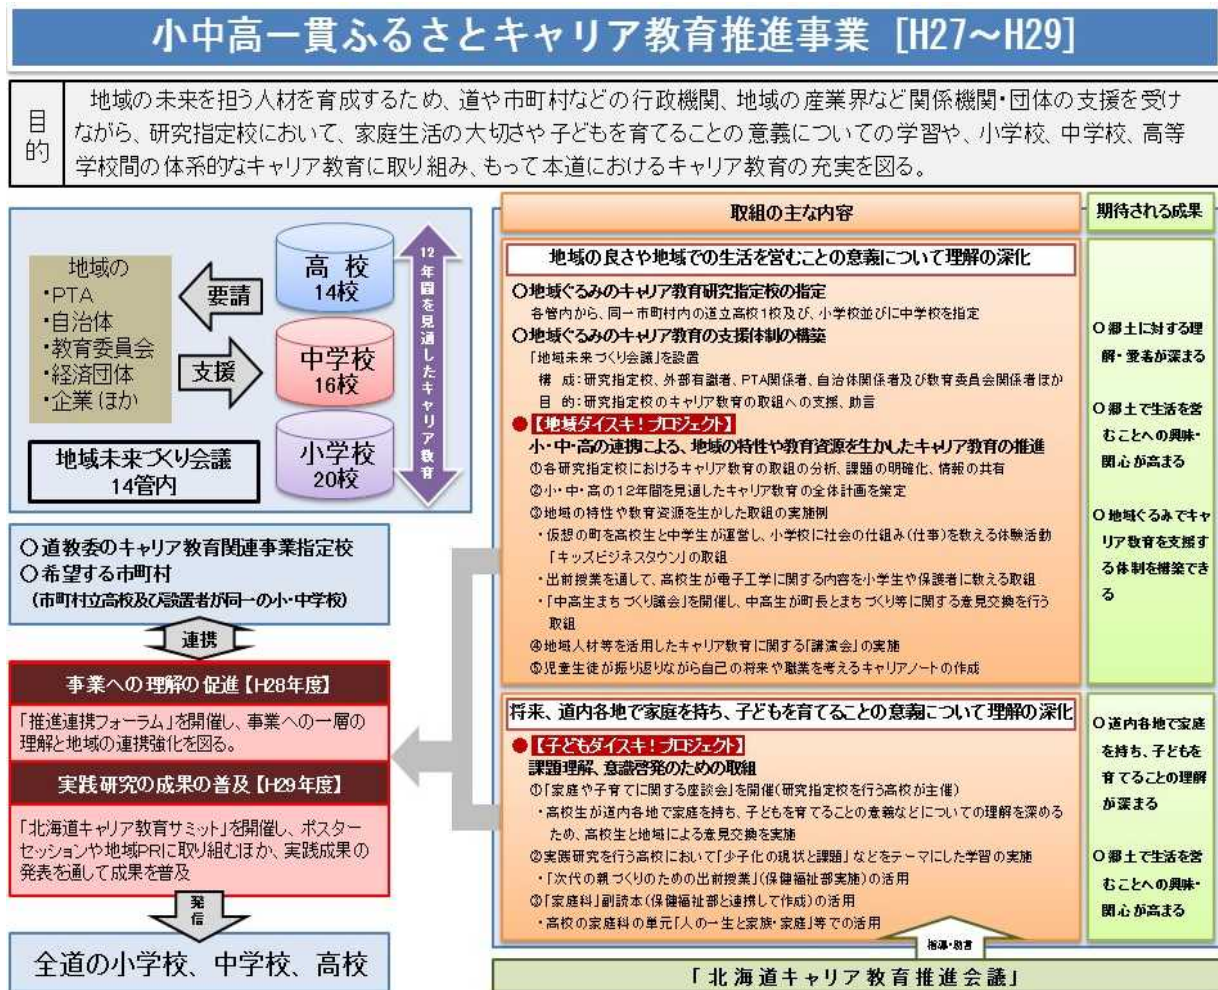 小中高一貫ふるさとキャリア教育推進事業 [H27～H29]
目的
地域の未来を担う人材を育成するため、道や市町村などの行政機関、地域の産業界など関係機関・団体の支援を受け
ながら、研究指定校において、家庭生活の大切さや子どもを育てることの意義についての学習や、小学校、中学校、高等
学校間の体系的なキャリア教育に取り組み、もって本道におけるキャリア教育の充実を図る。
地域の
・PTA
・自治体
・教育委員会
・経済団体
・企業 ほか
要請
支援
高 校
14校
中学校
16校
小学校
20校
12年間を見通したキャリア教育
地域未来づくり会議
14管内
○道教委のキャリア教育関連事業指定校
○希望する市町村
(市町村立高校及び設置者が同一の小・中学校)
連携
事業への理解の促進【H28年度】
「推進連携フォーラム」を開催し、事業への一層の
理解と地域の連携強化を図る。
実践研究の成果の普及【H29年度】
「北海道キャリア教育サミット」を開催し、ポスター
セッションや地域PRに取り組むほか、実践成果の
発表を通して成果を普及
発信
全道の小学校、中学校、高校
取組の主な内容
地域の良さや地域での生活を営むことの意義について理解の深化
○地域ぐるみのキャリア教育研究指定校の指定
各管内から、同一市町村内の道立高校1校及び、小学校並びに中学校を指定
○地域ぐるみのキャリア教育の支援体制の構築
「地域未来づくり会議」を設置
構 成：研究指定校、外部有識者、PTA関係者、自治体関係者及び教育委員会関係者ほか
目 的：研究指定校のキャリア教育の取組への支援、助言
●【地域ダイスキ！プロジェクト】
小・中・高の連携による、地域の特性や教育資源を生かしたキャリア教育の推進
①各研究指定校におけるキャリア教育の取組の分析、課題の明確化、情報の共有
②小・中・高の12年間を見通したキャリア教育の全体計画を策定
③地域の特性や教育資源を生かした取組の実施例
・仮想の町を高校生と中学生が運営し、小学校に社会の仕組み(仕事)を教える体験活動
「キッズビジネスタウン」の取組
・出前授業を通して、高校生が電子工学に関する内容を小学生や保護者に教える取組
・「中高生まちづくり議会」を開催し、中高生が町長とまちづくり等に関する意見交換を行う
取組
④地域人材等を活用したキャリア教育に関する「講演会」の実施
⑤児童生徒が振り返りながら自己の将来や職業を考えるキャリアノートの作成
将来、道内各地で家庭を持ち、子どもを育てることの意義について理解の深化
●【子どもダイスキ！プロジェクト】
課題理解、意識啓発のための取組
①「家庭や子育てに関する座談会」を開催(研究指定校を行う高校が主催)
・高校生が道内各地で家庭を持ち、子どもを育てることの意義などについての理解を深める
ため、高校生と地域による意見交換を実施
②実践研究を行う高校において「少子化の現状と課題」などをテーマにした学習の実施
・「次代の親づくりのための出前授業」(保健福祉部実施)の活用
③「家庭科」副読本(保健福祉部と連携して作成)の活用
・高校の家庭科の単元「人の一生と家族・家庭」等での活用
指導・助言
「北海道キャリア教育推進会議」
期待される成果
○郷土に対する理
解・愛着が深まる
○郷土で生活を営
むことへの興味・
関心が高まる
○地域ぐるみでキャ
リア教育を支援す
る体制を構築でき
る
○道内各地で家庭
を持ち、子どもを
育てることの理解
が深まる
○郷土で生活を営
むことへの興味・
関心が高まる